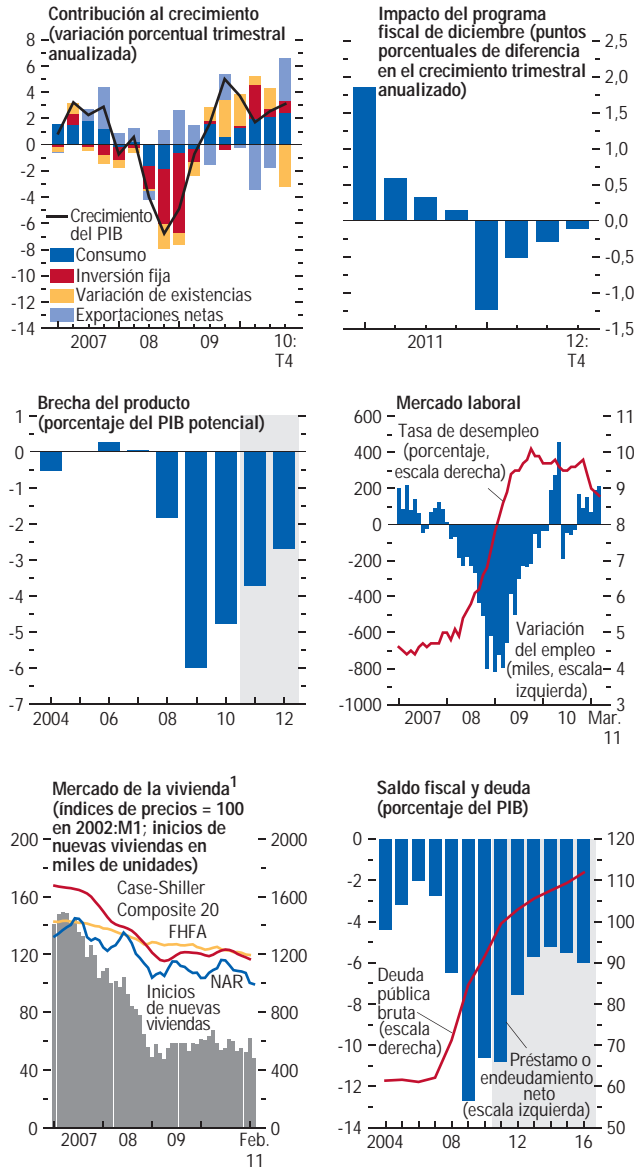 Contribución al crecimiento
(variación porcentual trimestral
anualizada)
8
6
4
2
0
-2
-4
-6
-8
-10
-12
-14
Crecimiento
del PIB
Consumo
Inversión fija
Variación de existencias
Exportaciones netas
2007
08
09
10:
T4
Impacto del programa
fiscal de diciembre (puntos
porcentuales de diferencia
en el crecimiento trimestral
anualizado)
2,5
2,0
1,5
1,0
0,5
0,0
-0,5
-1,0
-1,5
2011
12:
T4
Brecha del producto
(porcentaje del PIB potencial)
1
0
-1
-2
-3
-4
-5
-6
-7
2004
06
08
10
12
Mercado laboral
600
400
200
0
-200
-400
-600
-800
-1000
11
10
9
8
7
6
5
4
3
Tasa de desempleo
(porcentaje,
escala derecha)
Variación
del empleo
(miles, escala
izquierda)
2007
08
09
10
Mar.
11
Mercado de la vivienda1
(índices de precios = 100
en 2002:M1; inicios de
nuevas viviendas en
miles de unidades)
200
160
120
80
40
0
2000
1600
1200
1000
600
0
Case-Shiller
Composite 20
FHFA
NAR
Inicios
de nuevas
viviendas
2007
08
09
Feb.
11
Saldo fiscal y deuda
(porcentaje del PIB)
0
-2
-4
-6
-8
-10
-12
-14
120
110
100
90
80
70
60
50
Deuda
pública
bruta (escala
derecha)
Préstamo o
endeudamiento
neto
(escala izquierda)
2004
08
12
16